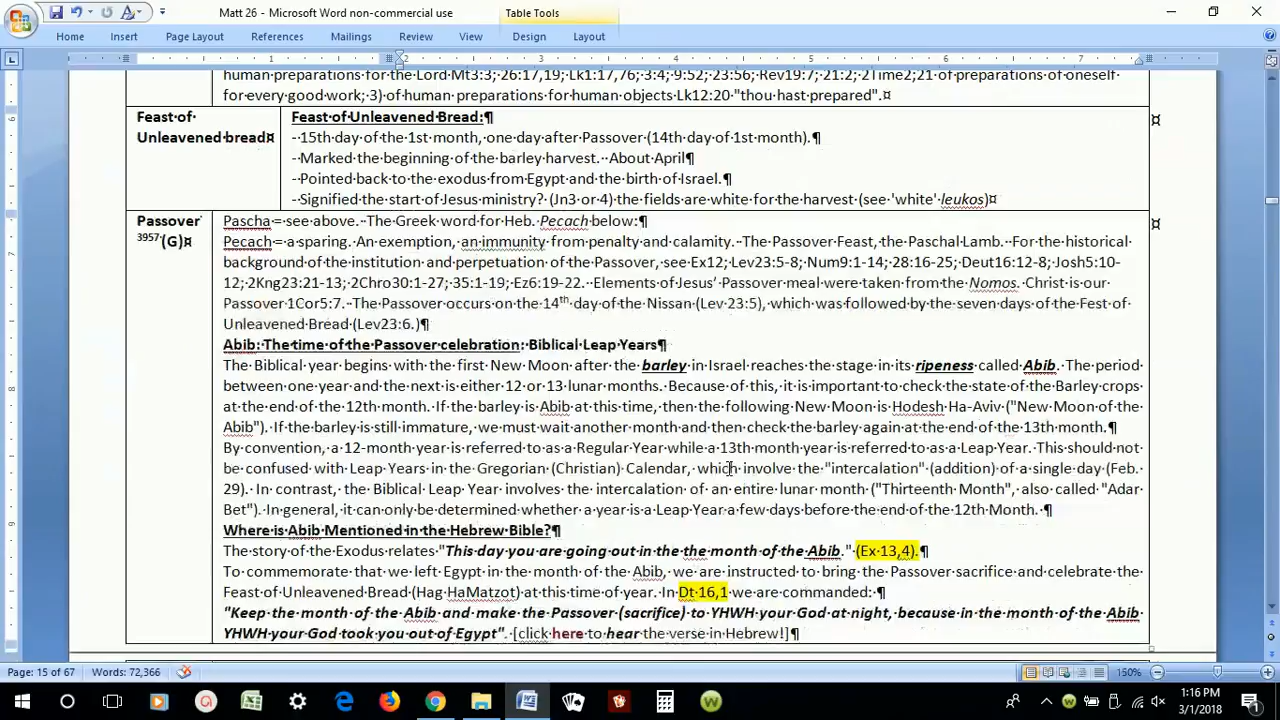 Matt 26 - Microsoft Word non-commercial use
Table Tools
Home Insert Page Layout References Mailings Review View Design Layout
1 2 3 4 5 6 7
human·preparations·for·the·Lord·Mt3:3;·26:17,19;·Lk1:17,76;·3:4;·9:52;·23:56;·Rev19:7;·21:2;·2Time2;21·of·preparations·of·oneself·
for·every·good·work;·3)·of·human·preparations·for·human·objects·Lk12:20·"thou·hast·prepared".¤
Feast·of·
Unleavened·bread¤
Feast·of·Unleavened·Bread:¶
-·15th·day·of·the·1st·month,·one·day·after·Passover·(14th·day·of·1st·month).¶
-·Marked·the·beginning·of·the·barley·harvest.··About·April¶
-·Pointed·back·to·the·exodus·from·Egypt·and·the·birth·of·Israel.¶
-·Signified·the·start·of·Jesus·ministry?·(Jn3·or·4)·the·fields·are·white·for·the·harvest·(see·'white'·leukos)¤
Passover·
3957·(G)¤
Pascha·=·see·above.··The·Greek·word·for·Heb.·Pecach·below:¶
Pecach·=·a·sparing.·An·exemption,·an·immunity·from·penalty·and·calamity.··The·Passover·Feast,·the·Paschal·Lamb.··For·the·historical·
background·of·the·institution·and·perpetuation·of·the·Passover,·see·Ex12;·Lev23:5-8;·Num9:1-14;·28:16-25;·Deut16:12-8;·Josh5:10-
12;·2Kng23:21-13;·2Chro30:1-27;·35:1-19;·Ez6:19-22.··Elements·of·Jesus'·Passover·meal·were·taken·from·the·Nomos.·Christ·is·our·
Passover·1Cor5:7.··The·Passover·occurs·on·the·14th·day·of·the·Nissan·(Lev·23:5),·which·was·followed·by·the·seven·days·of·the·Fest·of·
Unleavened·Bread·(Lev23:6.)¶
Abib:·The·time·of·the·Passover·celebration:·Biblical·Leap·Years¶
The·Biblical·year·begins·with·the·first·New·Moon·after·the·barley·in·Israel·reaches·the·stage·in·its·ripeness·called·Abib.·The·period·
between·one·year·and·the·next·is·either·12·or·13·lunar·months.·Because·of·this,·it·is·important·to·check·the·state·of·the·Barley·crops·
at·the·end·of·the·12th·month.·If·the·barley·is·Abib·at·this·time,·then·the·following·New·Moon·is·Hodesh·Ha-Aviv·("New·Moon·of·the·
Abib").·If·the·barley·is·still·immature,·we·must·wait·another·month·and·then·check·the·barley·again·at·the·end·of·the·13th·month.¶
By·convention,·a·12-month·year·is·referred·to·as·a·Regular·Year·while·a·13th·month·year·is·referred·to·as·a·Leap·Year.·This·should·not·
be·confused·with·Leap·Years·in·the·Gregorian·(Christian)·Calendar,·which·involve·the·"intercalation"·(addition)·of·a·single·day·(Feb.·
29).·In·contrast,·the·Biblical·Leap·Year·involves·the·intercalation·of·an·entire·lunar·month·("Thirteenth·Month",·also·called·"Adar·
Bet").·In·general,·it·can·only·be·determined·whether·a·year·is·a·Leap·Year·a·few·days·before·the·end·of·the·12th·Month.·¶
Where·is·Abib·Mentioned·in·the·Hebrew·Bible?¶
The·story·of·the·Exodus·relates·"This·day·you·are·going·out·in·the·the·month·of·the·Abib."·(Ex·13,4).¶
To·commemorate·that·we·left·Egypt·in·the·month·of·the·Abib,·we·are·instructed·to·bring·the·Passover·sacrifice·and·celebrate·the·
Feast·of·Unleavened·Bread·(Hag·HaMatzot)·at·this·time·of·year.·In·Dt·16,1·we·are·commanded:·¶
"Keep·the·month·of·the·Abib·and·make·the·Passover·(sacrifice)·to·YHWH·your·God·at·night,·because·in·the·month·of·the·Abib·
YHWH·your·God·took·you·out·of·Egypt".·[click·here·to·hear·the·verse·in·Hebrew!]¶
Page: 15 of 67 Words: 72,366 150%
1:16 PM
3/1/2018